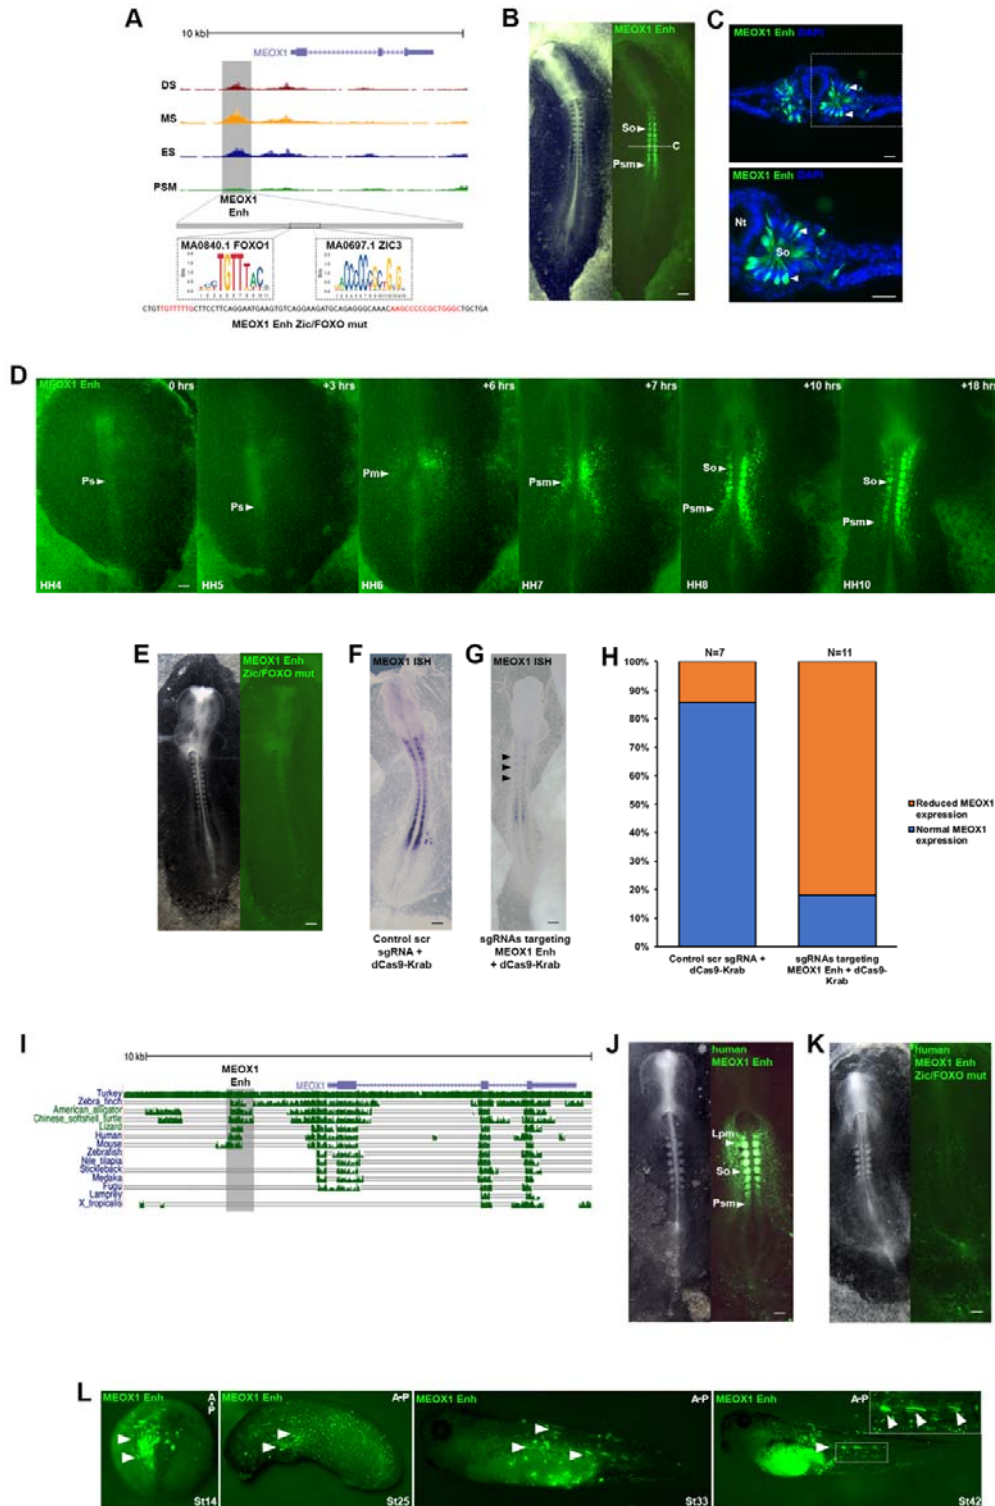 A
10 kb
MEOX1
DS
MS
ES
PSM
MEOX1
Enh
MA0840.1 FOXO1
MA0697.1 ZIC3
CTGTTGTTTTTGCTTCCTTCAGGAATGAAGTGTCAGGAAGATGCAGAGGGCAAACAAGCCCCCGCTGGGCTGCTGA
MEOX1 Enh Zic/FOXO mut
B
MEOX1 Enh
So
C
Psm
C
MEOX1 Enh DAPI
MEOX1 Enh DAPI
Nt
So
D
MEOX1 Enh
0 hrs
+3 hrs
+6 hrs
+7 hrs
+10 hrs
+18 hrs
Ps
Ps
Pm
Psm
So
Psm
So
Psm
HH4
HH5
HH6
HH7
HH8
HH10
E
MEOX1 Enh
Zic/FOXO mut
F
MEOX1 ISH
Control scr
sgRNA +
dCas9-Krab
G
MEOX1 ISH
sgRNAs targeting
MEOX1 Enh
+ dCas9-Krab
H
N=7
N=11
100%
90%
80%
70%
60%
50%
40%
30%
20%
10%
0%
Reduced MEOX1
expression
Normal MEOX1
expression
Control scr sgRNA +
dCas9-Krab
sgRNAs targeting
MEOX1 Enh + dCas9-
Krab
I
10 kb
MEOX1
Enh
MEOX1
Turkey
Zebra_finch
American_alligator
Chinese_softshell_turtle
Lizard
Human
Mouse
Zebrafish
Nile_tilapia
Stickleback
Medaka
Fugu
Lamprey
X_tropicalis
J
human
MEOX1 Enh
Lpm
So
Psm
K
human
MEOX1 Enh
Zic/FOXO mut
L
MEOX1 Enh
A-P
St14
MEOX1 Enh
A-P
St25
MEOX1 Enh
A-P
St33
MEOX1 Enh
A-P
St42